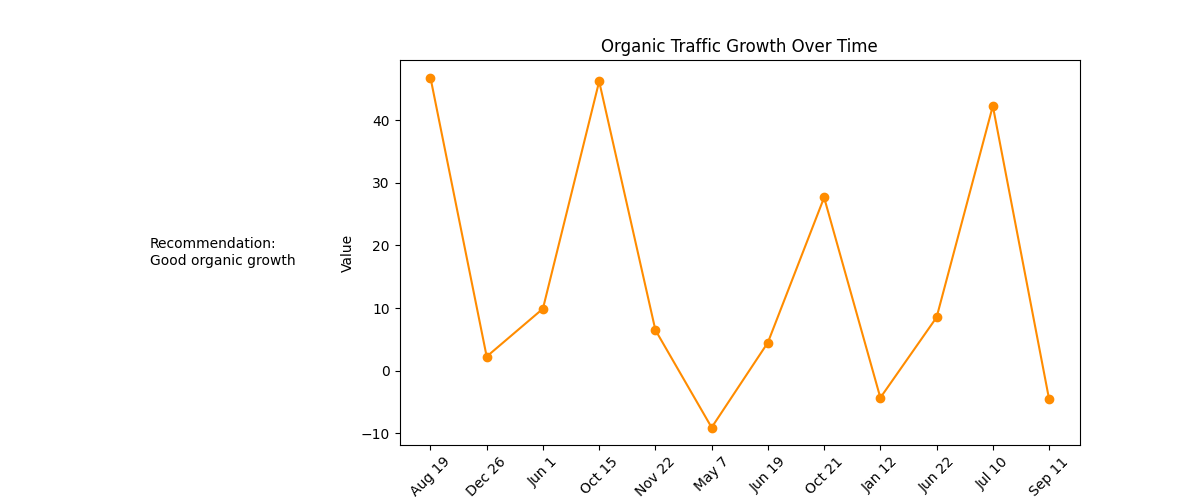 Organic Traffic Growth Over Time
Recommendation:
Good organic growth
Value
40
30
20
10
0
−10
Aug 19
Dec 26
Jun 1
Oct 15
Nov 22
May 7
Jun 19
Oct 21
Jan 12
Jun 22
Jul 10
Sep 11